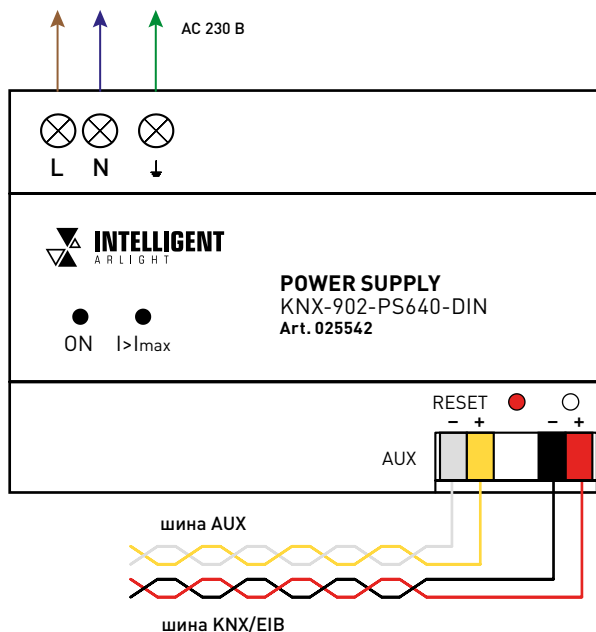 AC 230 В
L N
INTELLIGENT
ARLIGHT
POWER SUPPLY
KNX-902-PS640-DIN
Art. 025542
ON I>Imax
RESET
– + – +
AUX
шина AUX
шина KNX/EIB